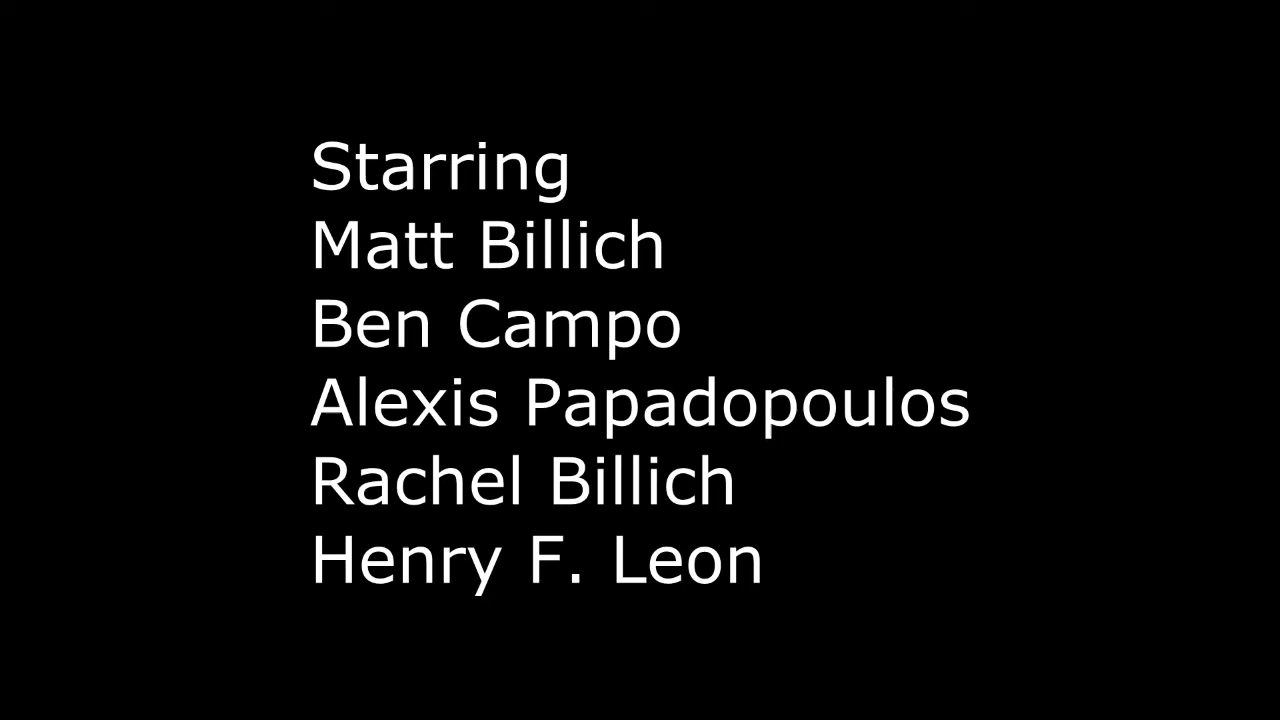 Starring
Matt Billich
Ben Campo
Alexis Papadopoulos
Rachel Billich
Henry F. Leon